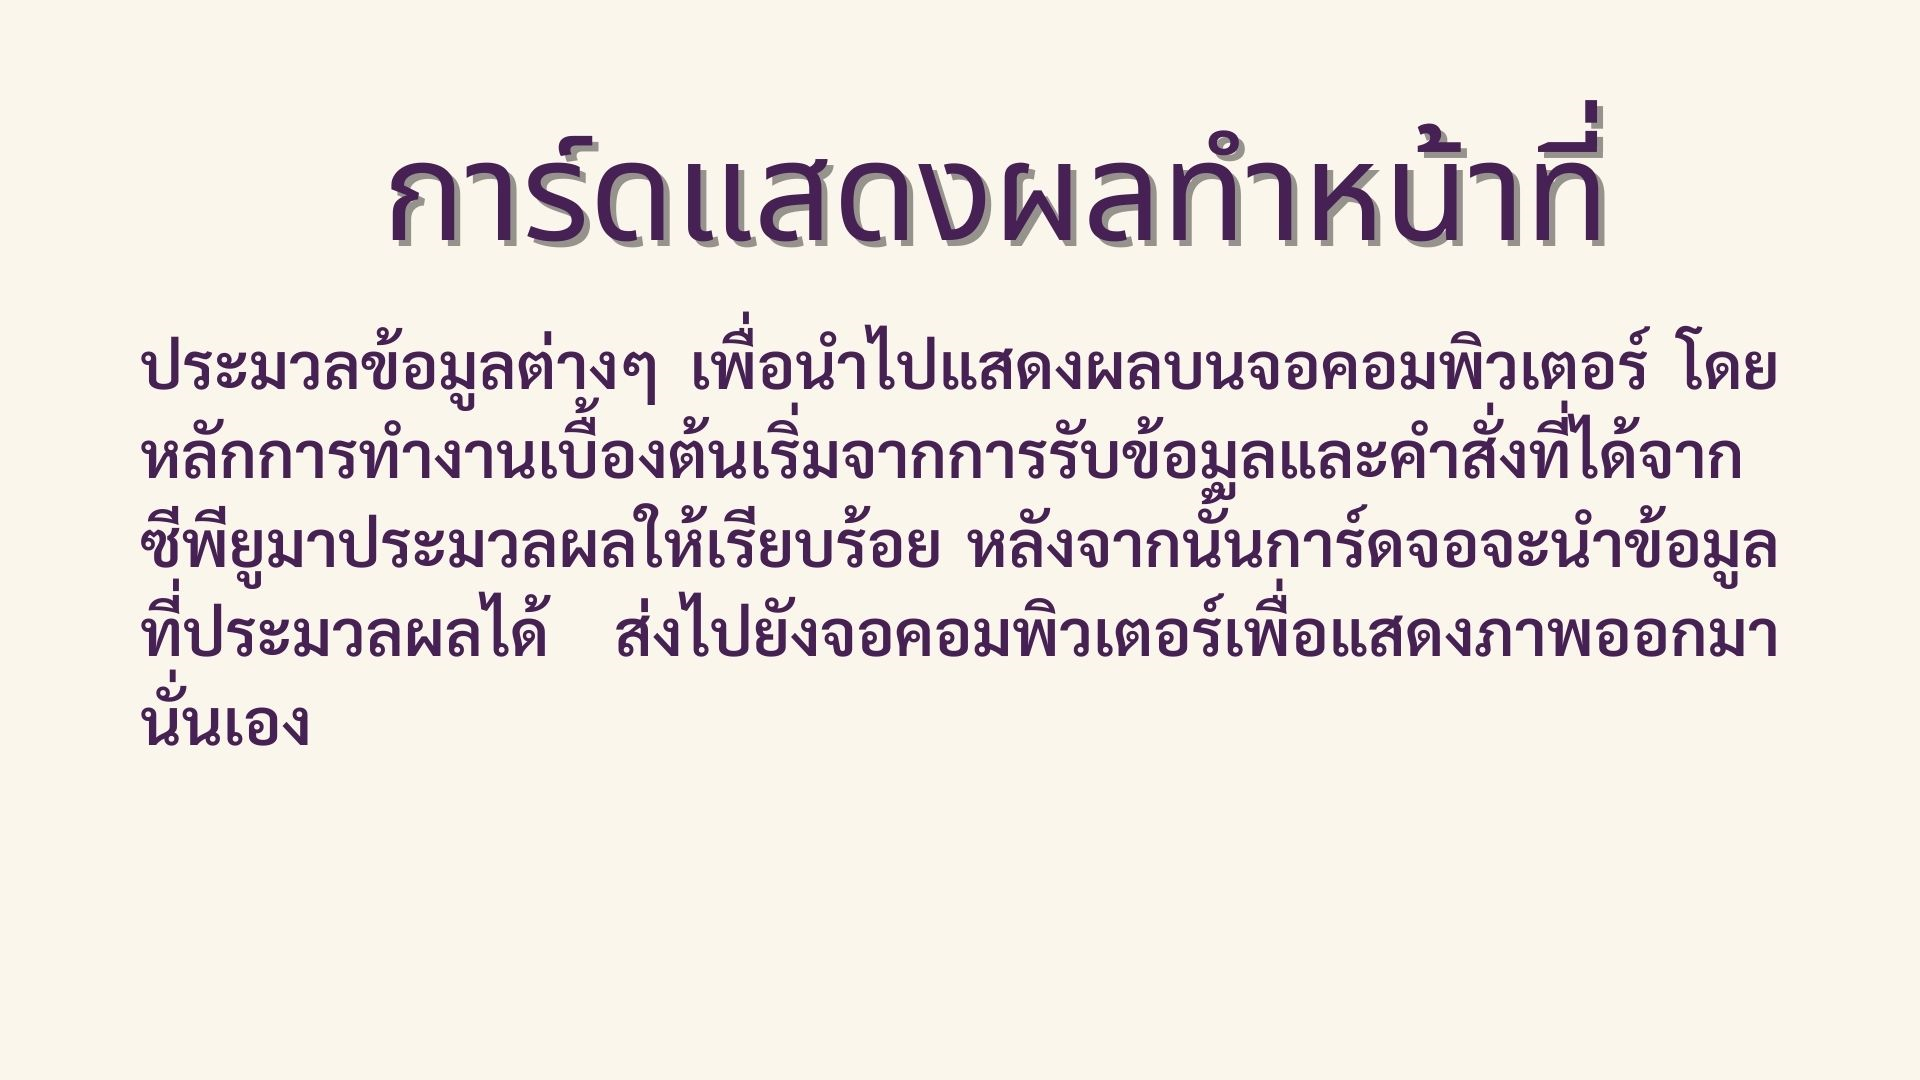 การ์ดแสดงผลทำหน้าที่
ประมวลข้อมูลต่างๆ เพื่อนำไปแสดงผลบนจอคอมพิวเตอร์ โดย
หลักการทำงานเบื้องต้นเริ่มจากการรับข้อมูลและคำสั่งที่ได้จาก
ซีพียูมาประมวลผลให้เรียบร้อย หลังจากนั้นการ์ดจอจะนำข้อมูล
ที่ประมวลผลได้ ส่งไปยังจอคอมพิวเตอร์เพื่อแสดงภาพออกมา
นั่นเอง